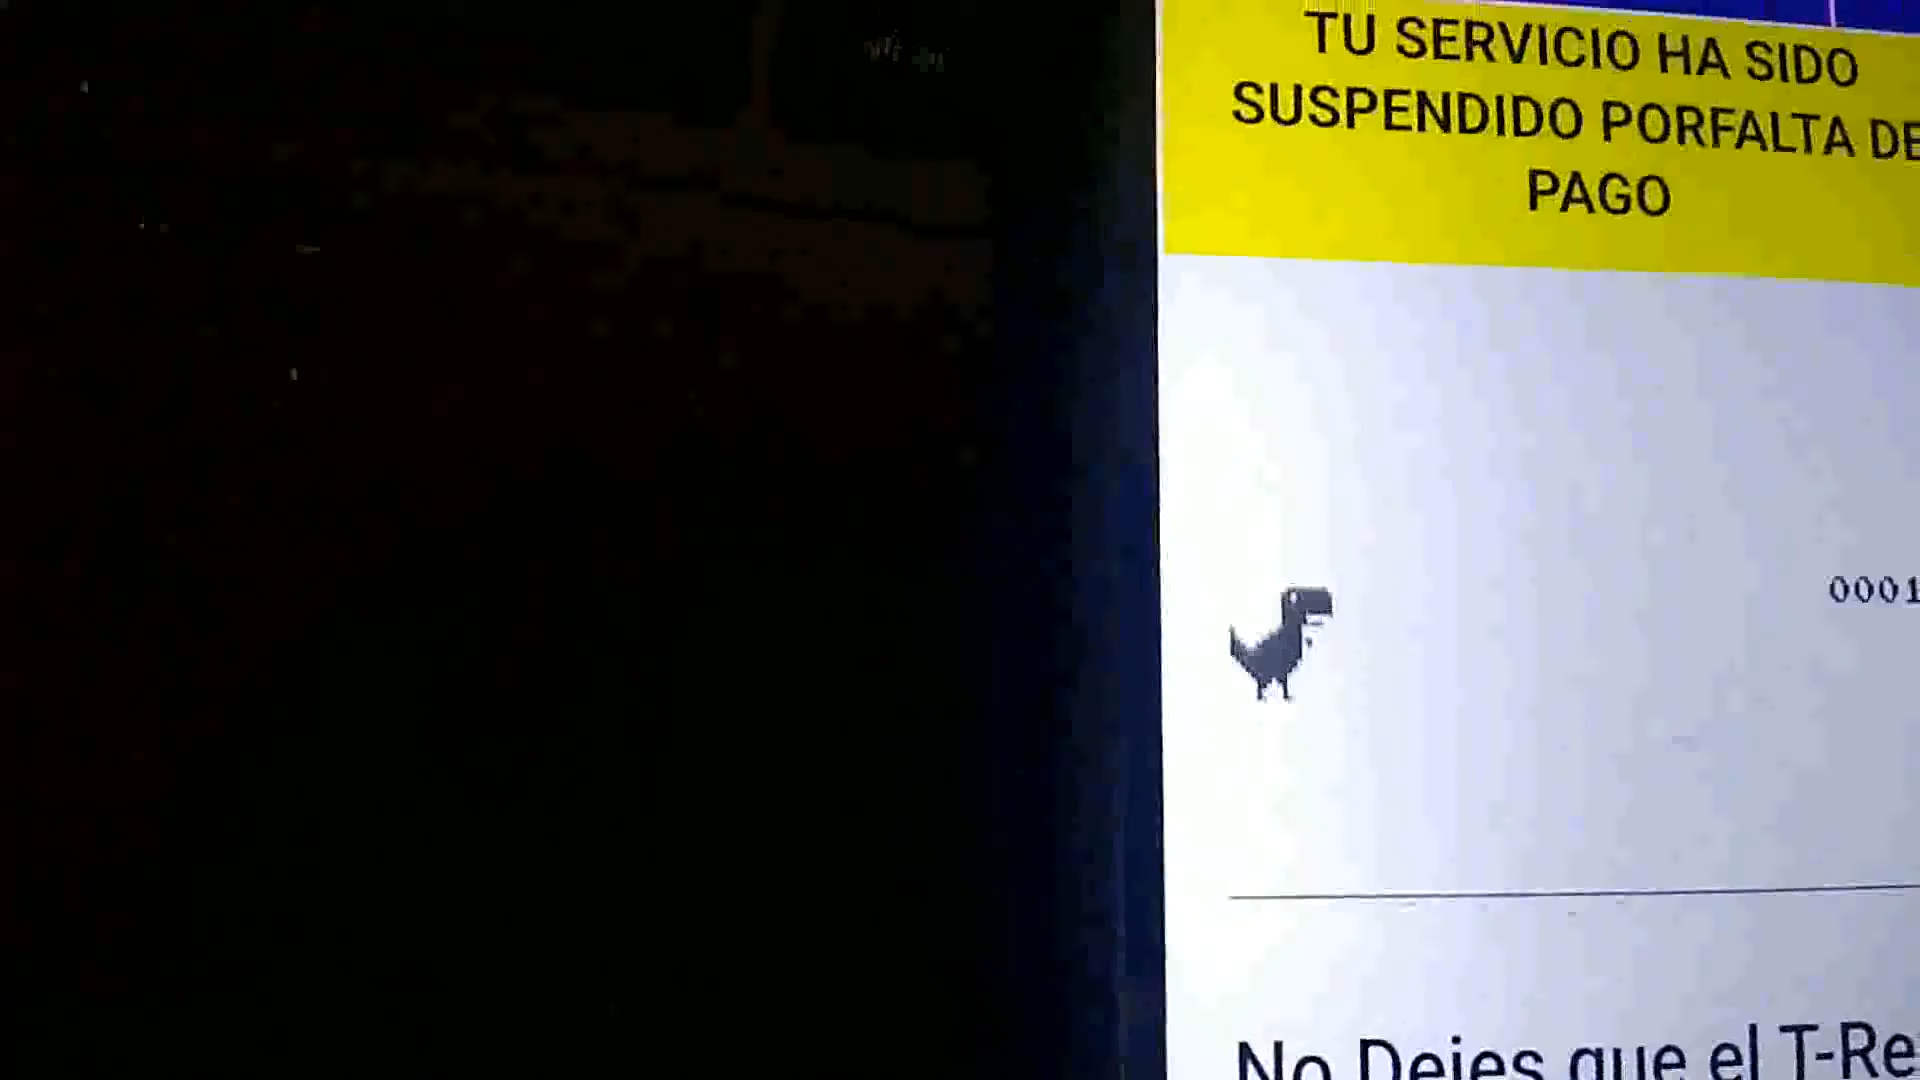 TU SERVICIO HA SIDO
SUSPENDIDO PORFALTA DE
PAGO
0001
No Dejes que el T-Re